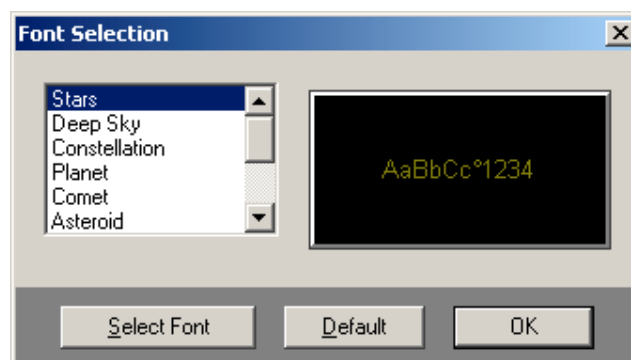 Font Selection
Stars
Deep Sky
Constellation
Planet
Comet
Asteroid
AaBbCc°1234
Select Font
Default
OK